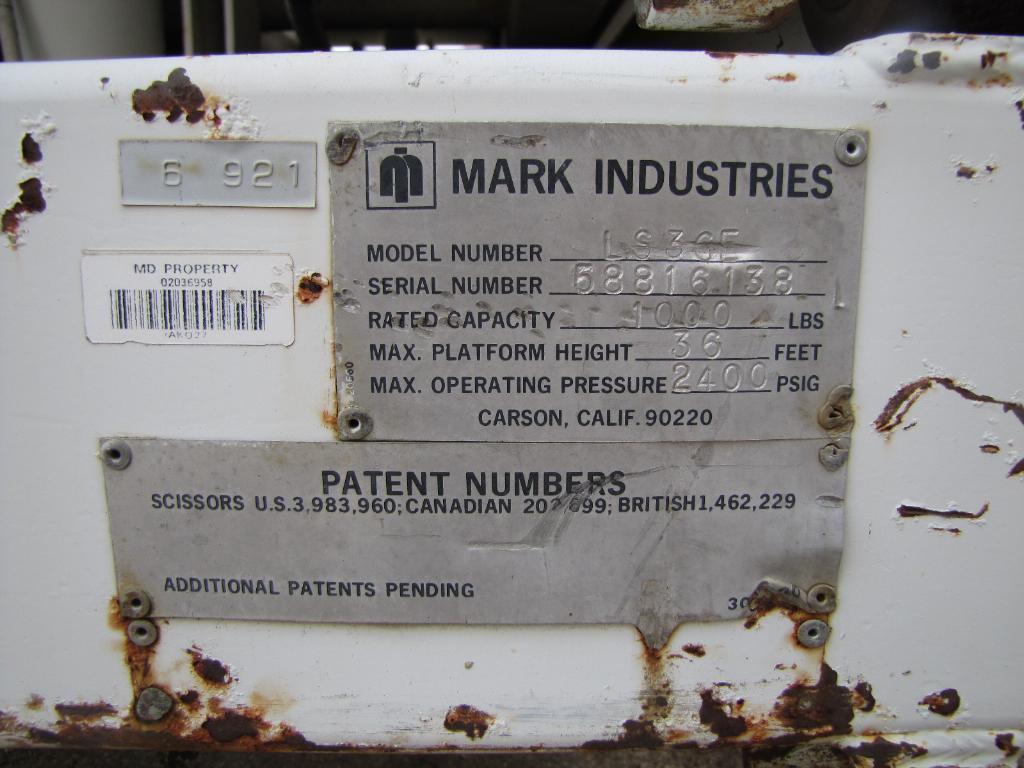 6 921
MD PROPERTY
02036958
MARK INDUSTRIES
MODEL NUMBER
SERIAL NUMBER 58816138
RATED CAPACITY 1000 LBS
MAX. PLATFORM HEIGHT 36 FEET
MAX. OPERATING PRESSURE 2400 PSIG
CARSON, CALIF. 90220
PATENT NUMBERS
SCISSORS U.S. 3,983,960; CANADIAN BRITISH 1,462,229
ADDITIONAL PATENTS PENDING